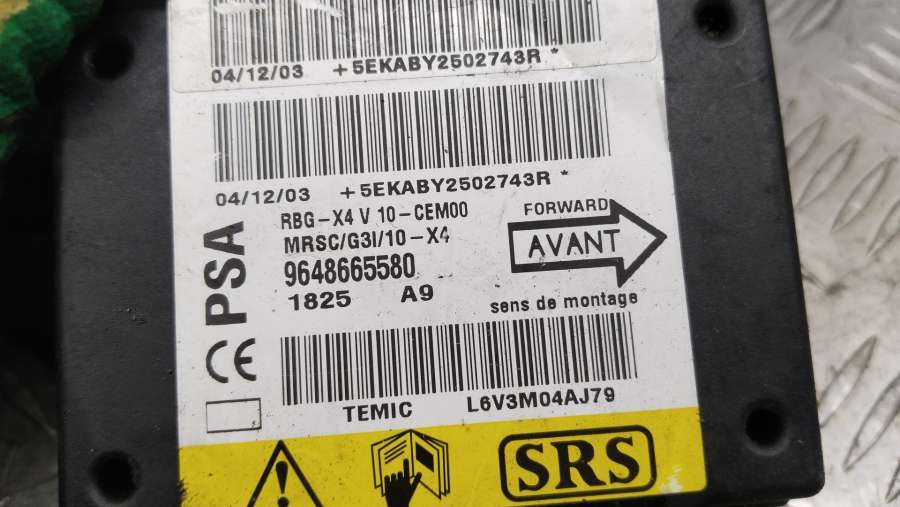 04/12/03 +5EKABY2502743R *
04/12/03 +5EKABY2502743R *
PSA
RBG-X4 V 10-CEM00
MRSC/G3I/10-X4
9648665580
1825 A9
FORWARD
AVANT
sens de montage
CE
TEMIC L6V3M04AJ79
SRS